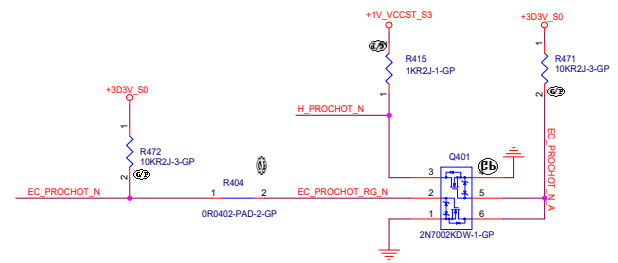 +1V_VCCST_S3
+3D3V_S0
R415
1KR2J-1-GP
R471
10KR2J-3-GP
+3D3V_S0
H_PROCHOT_N
R472
10KR2J-3-GP
Q401
EC_PROCHOT_N_A
R404
EC_PROCHOT_N
1
2
EC_PROCHOT_RG_N
0R0402-PAD-2-GP
3
4
2
5
1
6
2N7002KDW-1-GP
1
2
1
1
2